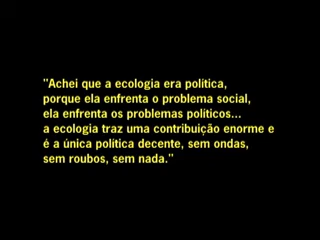 "Achei que a ecologia era política,
porque ela enfrenta o problema social,
ela enfrenta os problemas políticos...
a ecologia traz uma contribuição enorme e
é a única política decente, sem ondas,
sem roubos, sem nada."